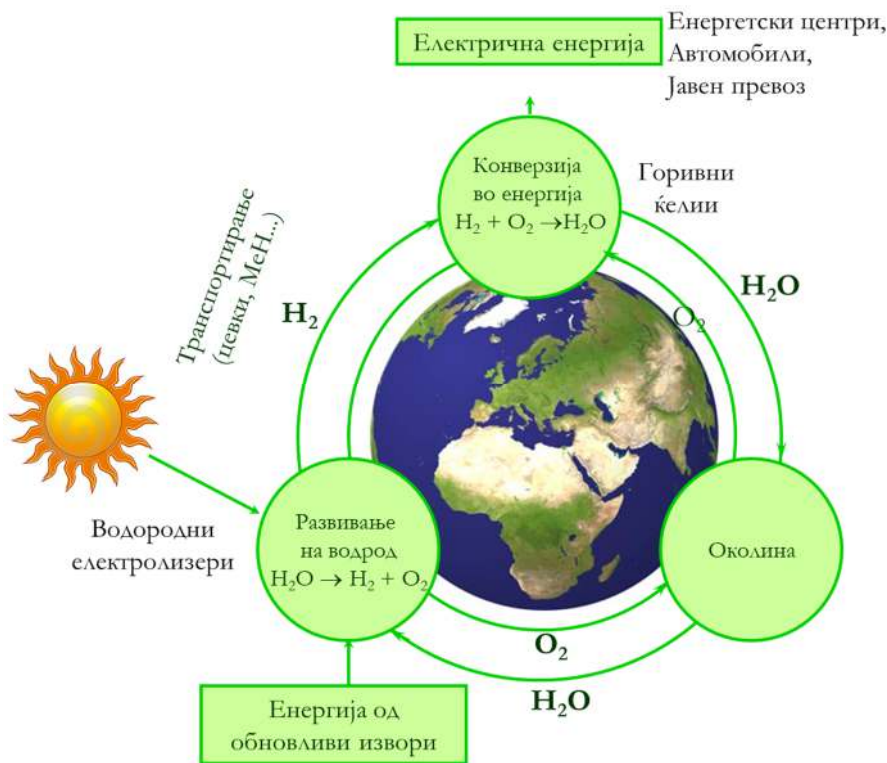 Електрична енергија
Енергетски центри,
Автомобили,
Јавен превоз
Конверзија
во енергија
H₂ + O₂ →H₂O
Горивни
ќелии
Транспортирање
(цевки, MeH...)
H₂
H₂O
O₂
Водородни
електролизери
Развивање
на водрод
H₂O → H₂ + O₂
Околина
O₂
H₂O
Енергија од
обновливи извори